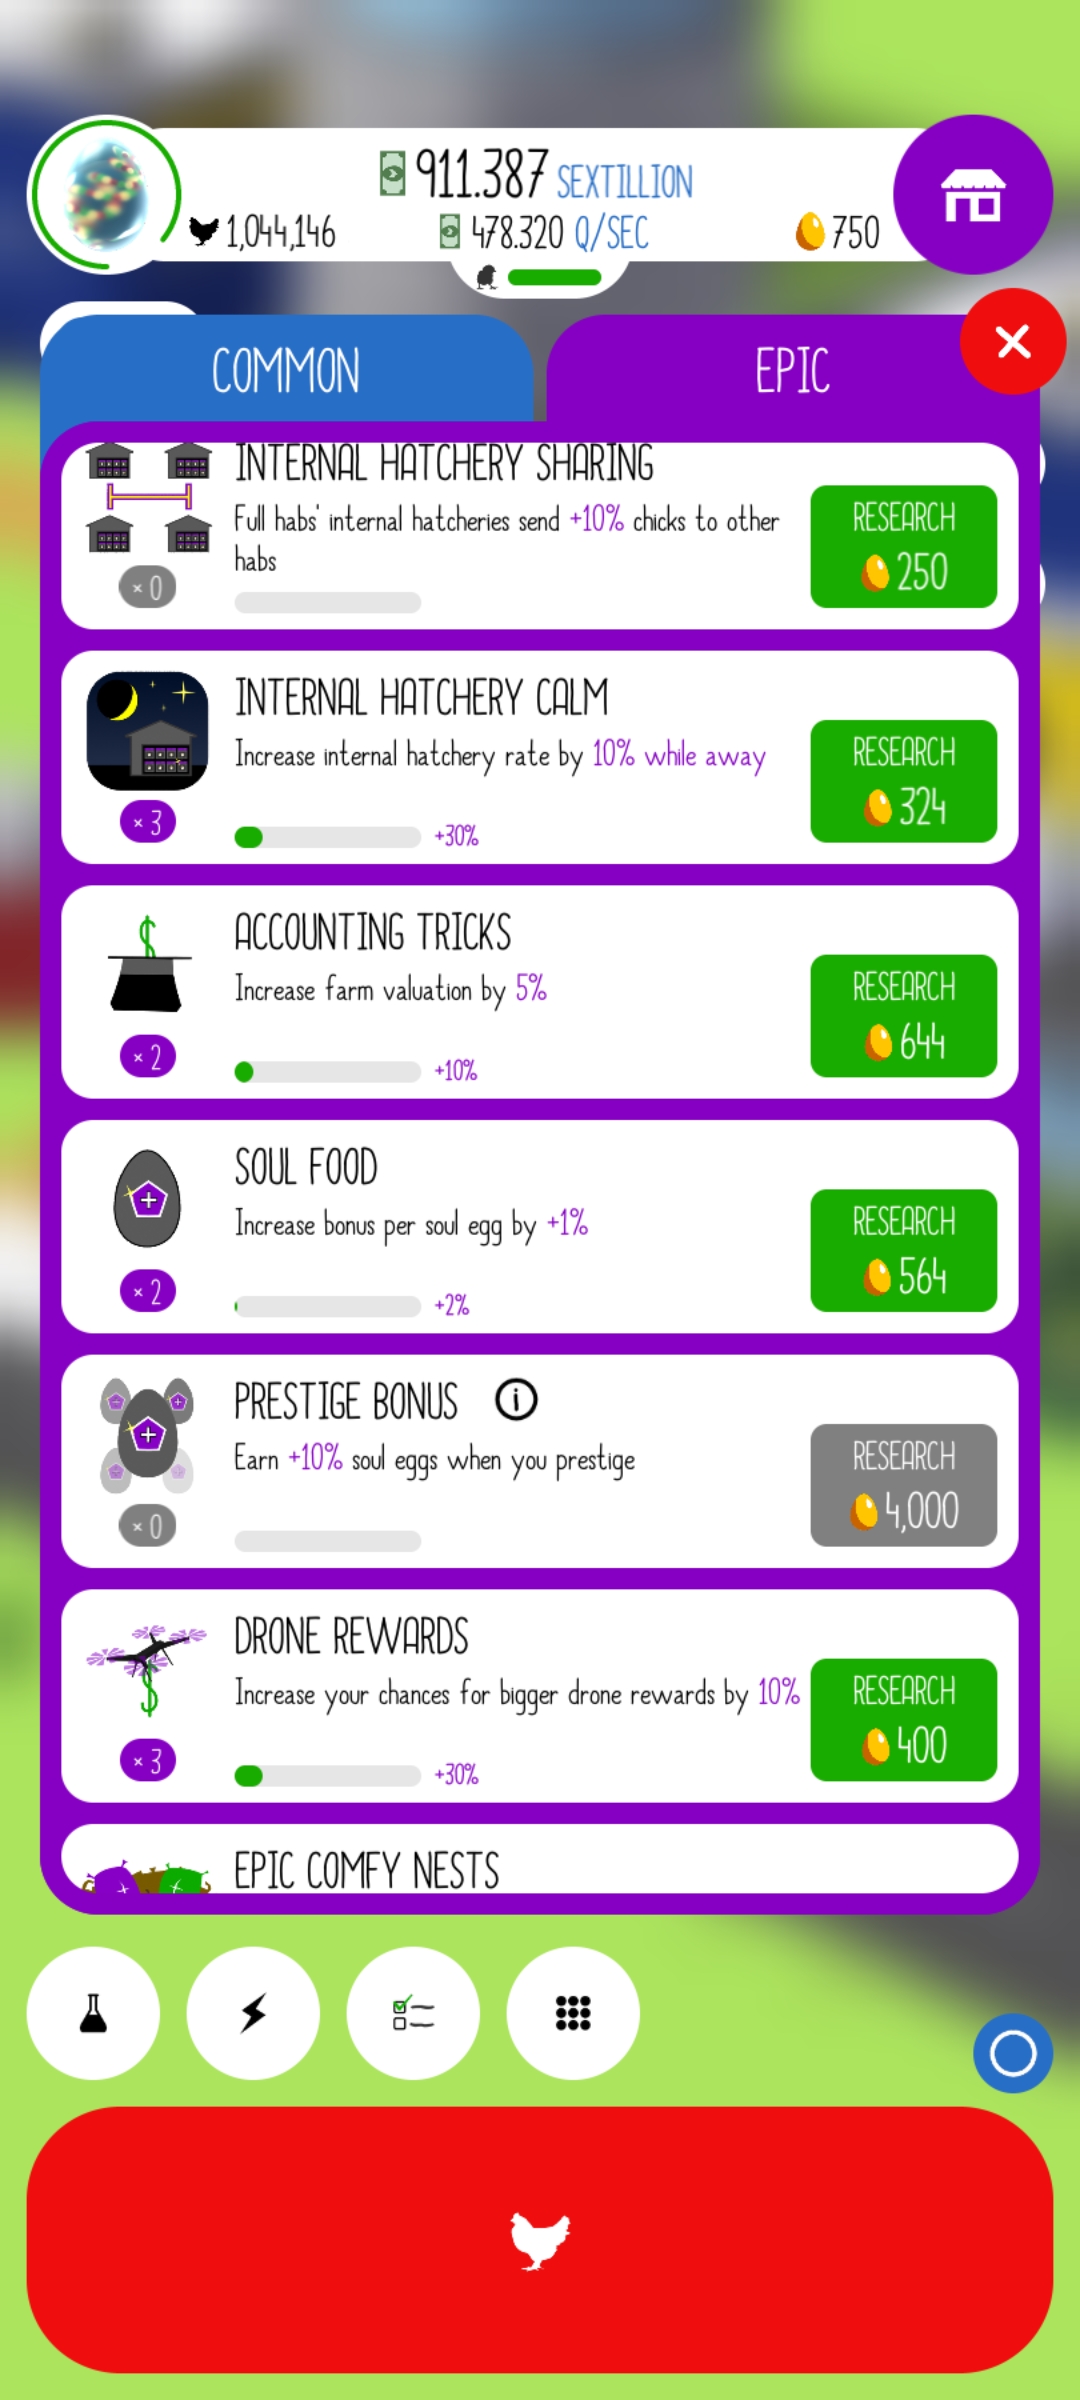 911.387 SEXTILLION
1,044,146
478.320 Q/SEC
750
COMMON
EPIC
INTERNAL HATCHERY SHARING
Full habs' internal hatcheries send +10% chicks to other
habs
× 0
RESEARCH
250
INTERNAL HATCHERY CALM
Increase internal hatchery rate by 10% while away
× 3
+30%
RESEARCH
324
ACCOUNTING TRICKS
Increase farm valuation by 5%
× 2
+10%
RESEARCH
644
SOUL FOOD
Increase bonus per soul egg by +1%
× 2
+2%
RESEARCH
564
PRESTIGE BONUS i
Earn +10% soul eggs when you prestige
× 0
RESEARCH
4,000
DRONE REWARDS
Increase your chances for bigger drone rewards by 10%
× 3
+30%
RESEARCH
400
EPIC COMFY NESTS